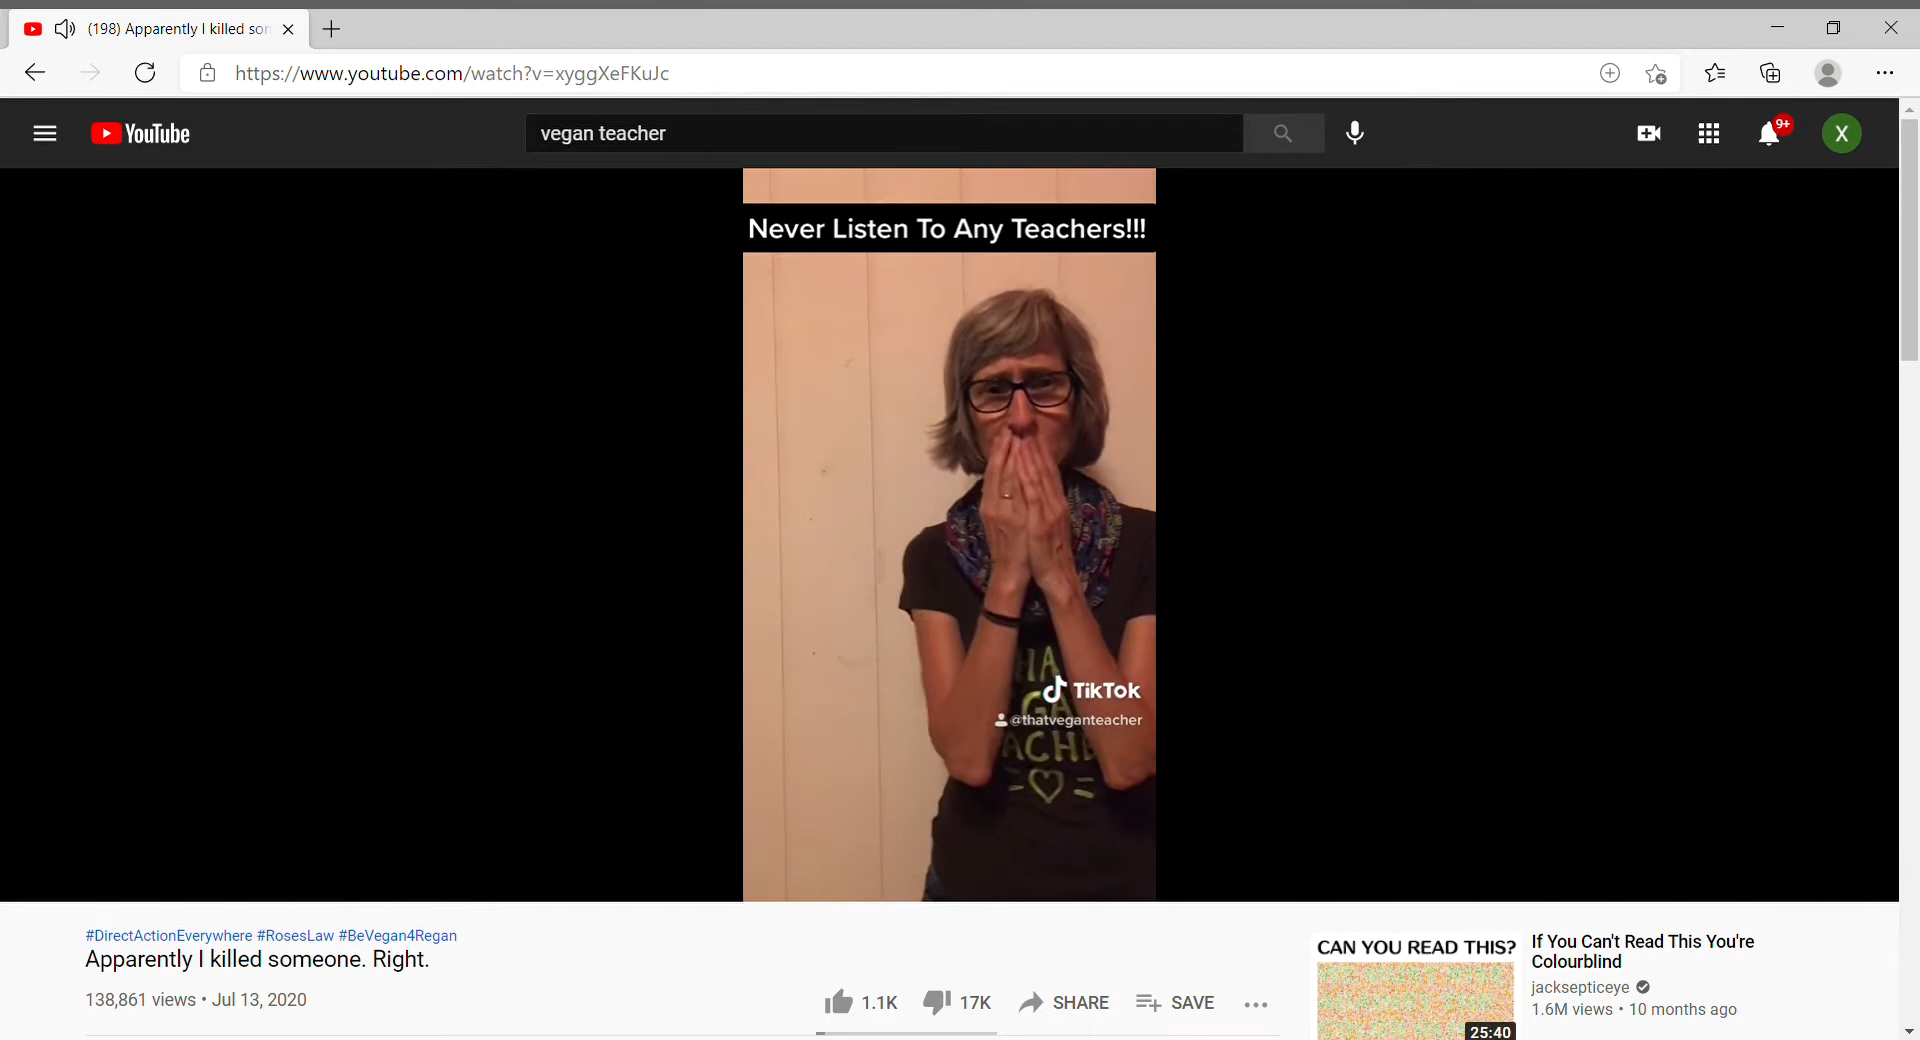 (198) Apparently I killed son
https://www.youtube.com/watch?v=xyggXeFKuJc
YouTube
vegan teacher
9+
X
Never Listen To Any Teachers!!!
TikTok
@thatveganteacher
#DirectActionEverywhere #RosesLaw #BeVegan4Regan
Apparently I killed someone. Right.
138,861 views • Jul 13, 2020
1.1K
17K
SHARE
SAVE
CAN YOU READ THIS?
25:40
If You Can't Read This You're
Colourblind
jacksepticeye
1.6M views • 10 months ago